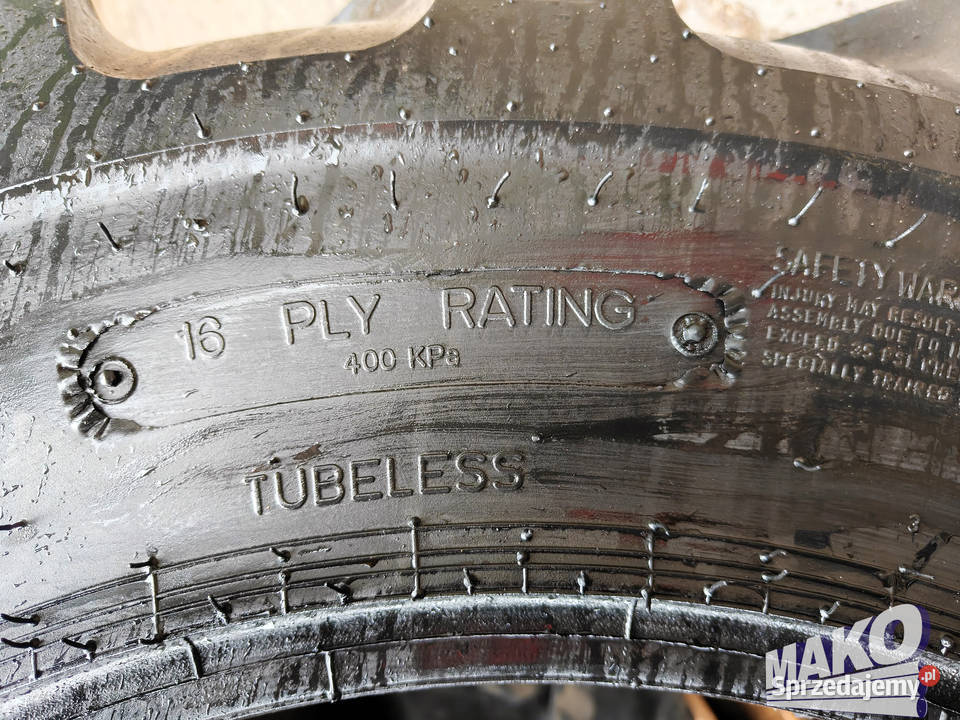 16 PLY RATING
400 KPa
TUBELESS
SAFETY WAR
INJURY MAY RESULT
ASSEMBLY DUE TO
EXCEED 35 PSI
SPECIALLY TRAINED
MAKO
Sprzedajemy.pl